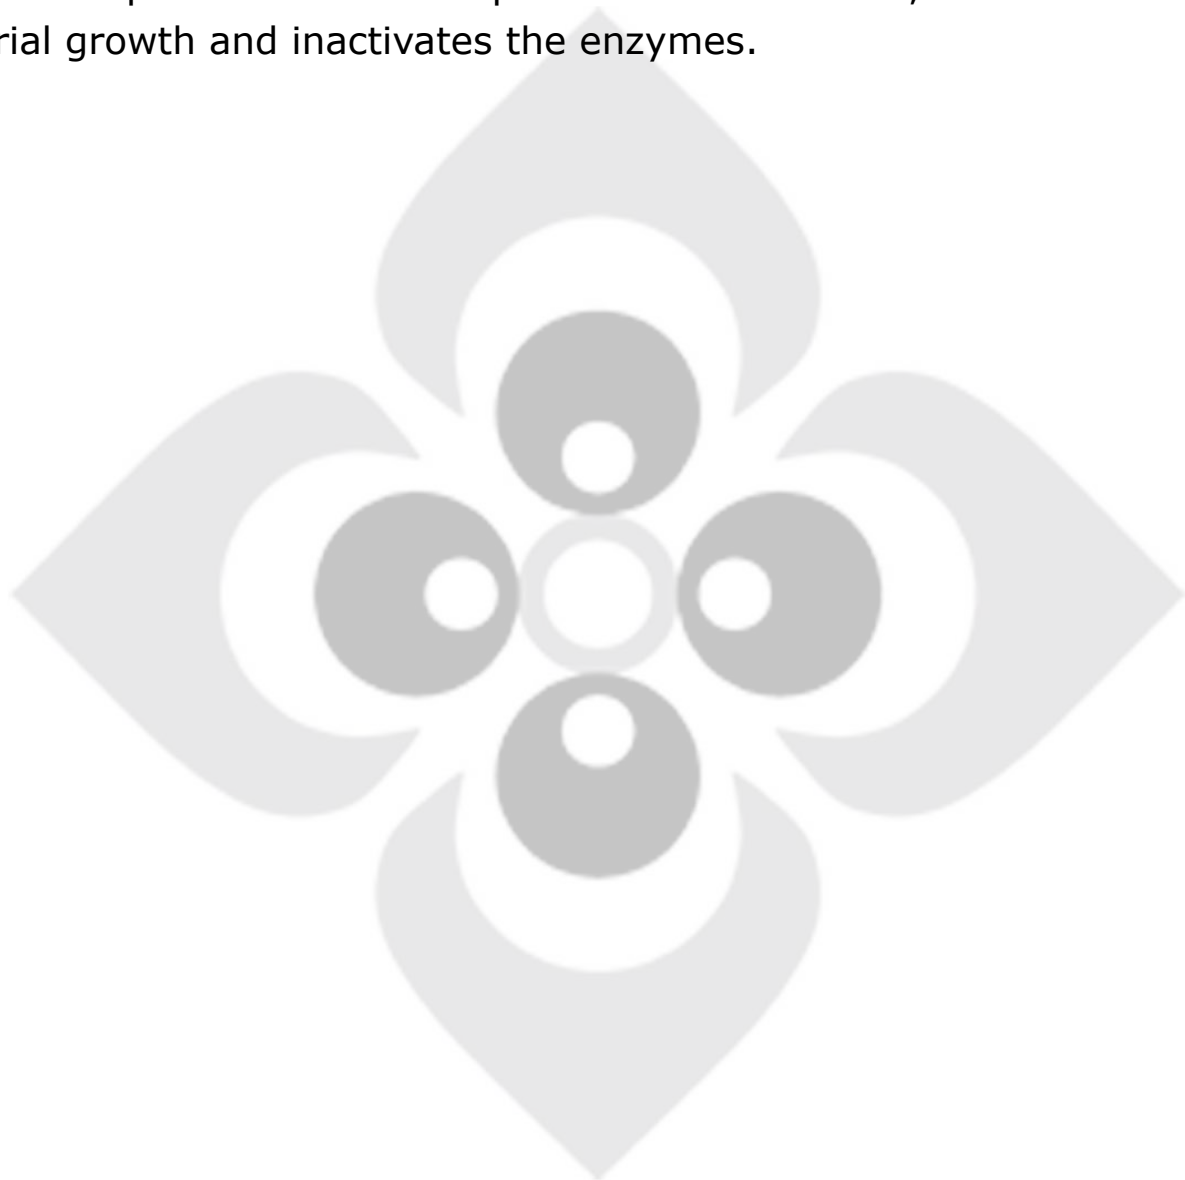 rial growth and inactivates the enzymes.